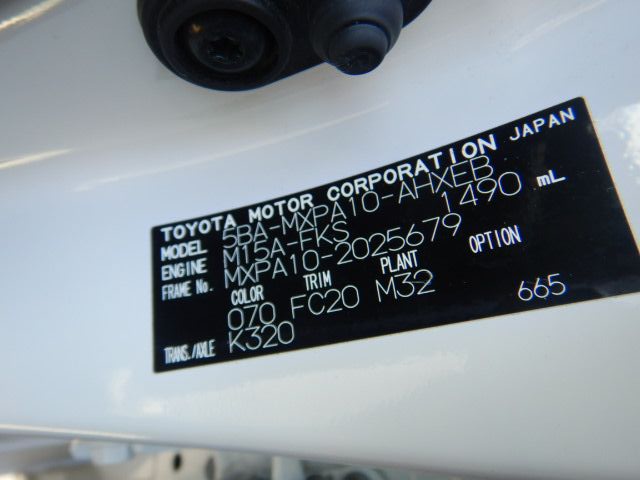 TOYOTA MOTOR CORPORATION JAPAN
MODEL 5BA-MXPA10-AHXEB
ENGINE M15A-FKS 1490 mL
FRAME No. MXPA10-2025679
COLOR TRIM PLANT OPTION
070 FC20 M32 665
TRANS./AXLE K320